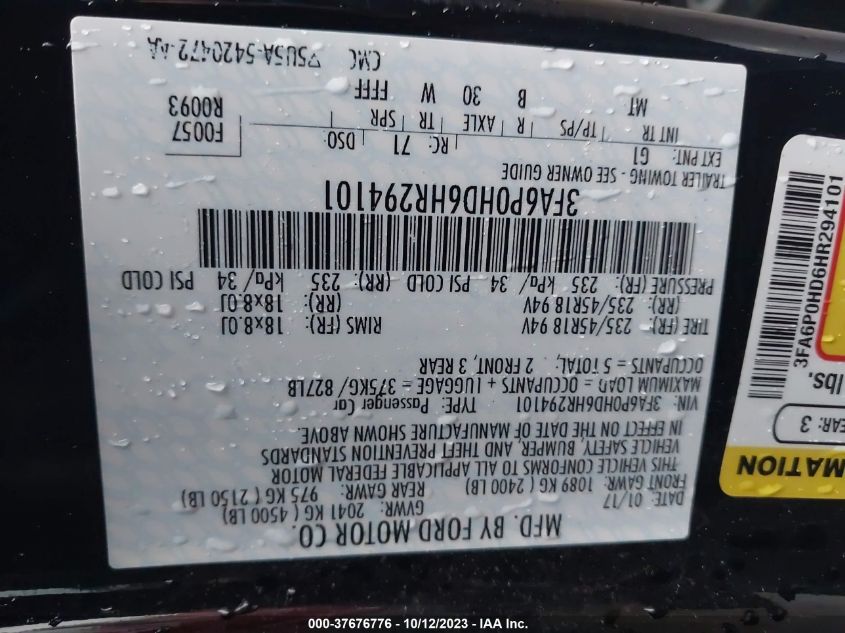 MFD. BY FORD MOTOR CO.
DATE: 01/17 GVWR: 2041 KG ( 4500 LB)
FRONT GAWR: 1089 KG ( 2400 LB) REAR GAWR: 975 KG ( 2150 LB)
THIS VEHICLE CONFORMS TO ALL APPLICABLE FEDERAL MOTOR
VEHICLE SAFETY, BUMPER, AND THEFT PREVENTION STANDARDS
IN EFFECT ON THE DATE OF MANUFACTURE SHOWN ABOVE.
VIN: 3FA6P0HD6HR294101 TYPE: Passenger Car
MAXIMUM LOAD = OCCUPANTS + LUGGAGE = 375KG/ 827LB
OCCUPANTS = 5 TOTAL: 2 FRONT, 3 REAR
TIRE (FR): 235/45R18 94V RIMS (FR): 18x8.0J
(RR): 235/45R18 94V (RR): 18x8.0J
PRESSURE (FR): 235 kPa/ 34 PSI COLD (RR): 235 kPa/ 34 PSI COLD
3FA6P0HD6HR294101
TRAILER TOWING - SEE OWNER GUIDE
EXT PNT: G1 RC: 71 DSO: F0057
INT TR TP/PS R AXLE TR SPR R0093
MT B 30 W FFFF
CMC ▽5U5A-5420472-AA
MATION
EAR: 3
lbs.
3FA6P0HD6HR294101
000-37676776 - 10/12/2023 - IAA Inc.